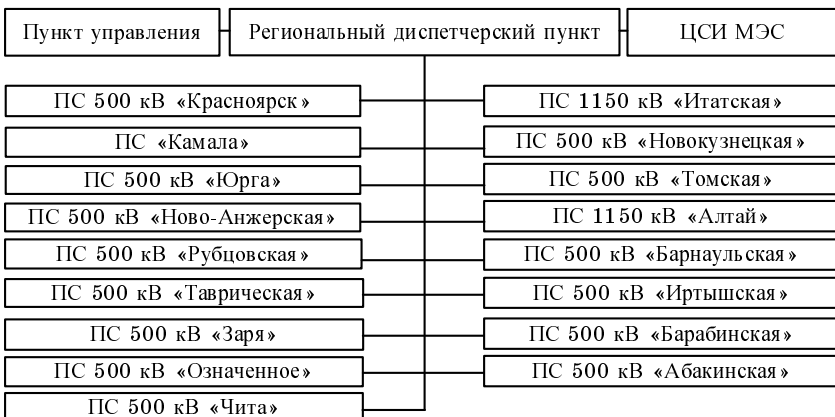 Пункт управления
Региональный диспетчерский пункт
ЦСИ МЭС
ПС 500 кВ «Красноярск»
ПС 1150 кВ «Итатская»
ПС «Камала»
ПС 500 кВ «Новокузнецкая»
ПС 500 кВ «Юрга»
ПС 500 кВ «Томская»
ПС 500 кВ «Ново-Анжерская»
ПС 1150 кВ «Алтай»
ПС 500 кВ «Рубцовская»
ПС 500 кВ «Барнаульская»
ПС 500 кВ «Таврическая»
ПС 500 кВ «Иртышская»
ПС 500 кВ «Заря»
ПС 500 кВ «Барабинская»
ПС 500 кВ «Означенное»
ПС 500 кВ «Абакинская»
ПС 500 кВ «Чита»